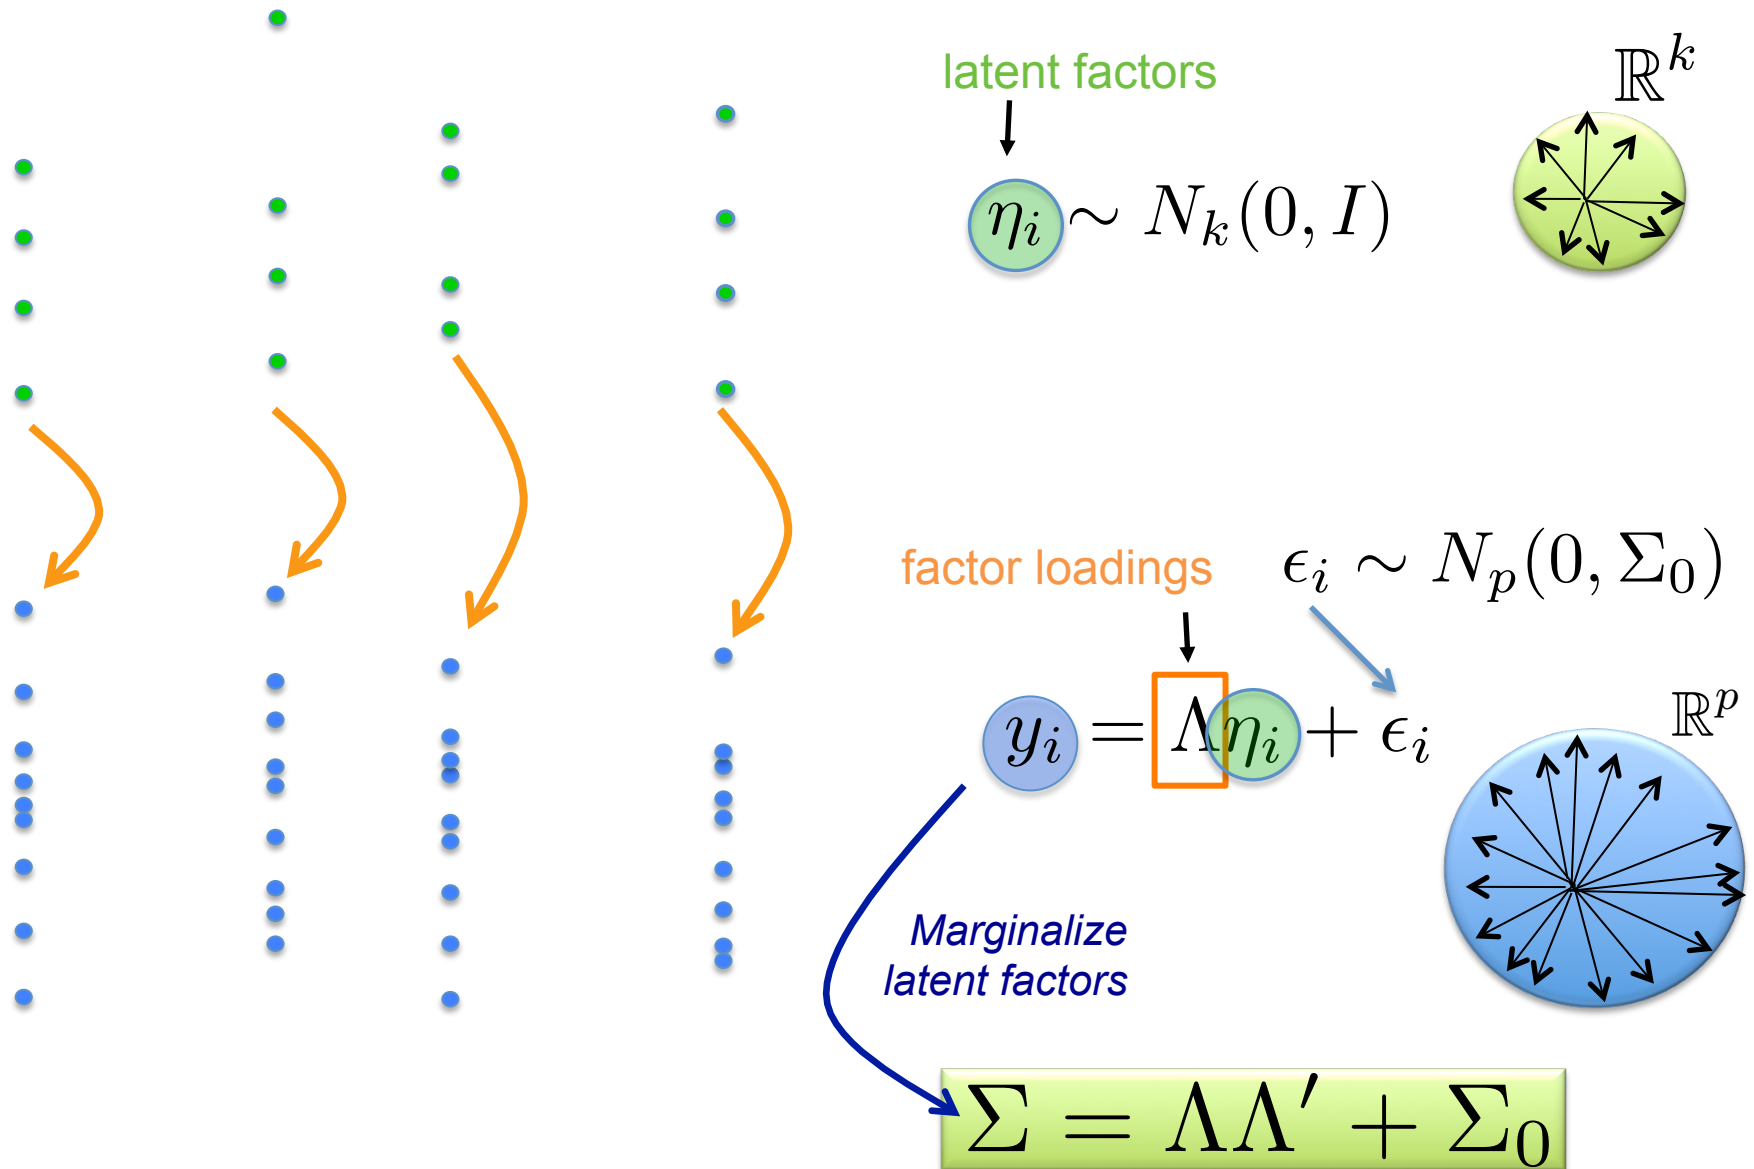 latent factors
ℝ^k
η_i ∼ N_k(0, I)
factor loadings
ϵ_i ∼ N_p(0, Σ_0)
y_i = Λη_i + ϵ_i
ℝ^p
Marginalize
latent factors
Σ = ΛΛ′ + Σ_0